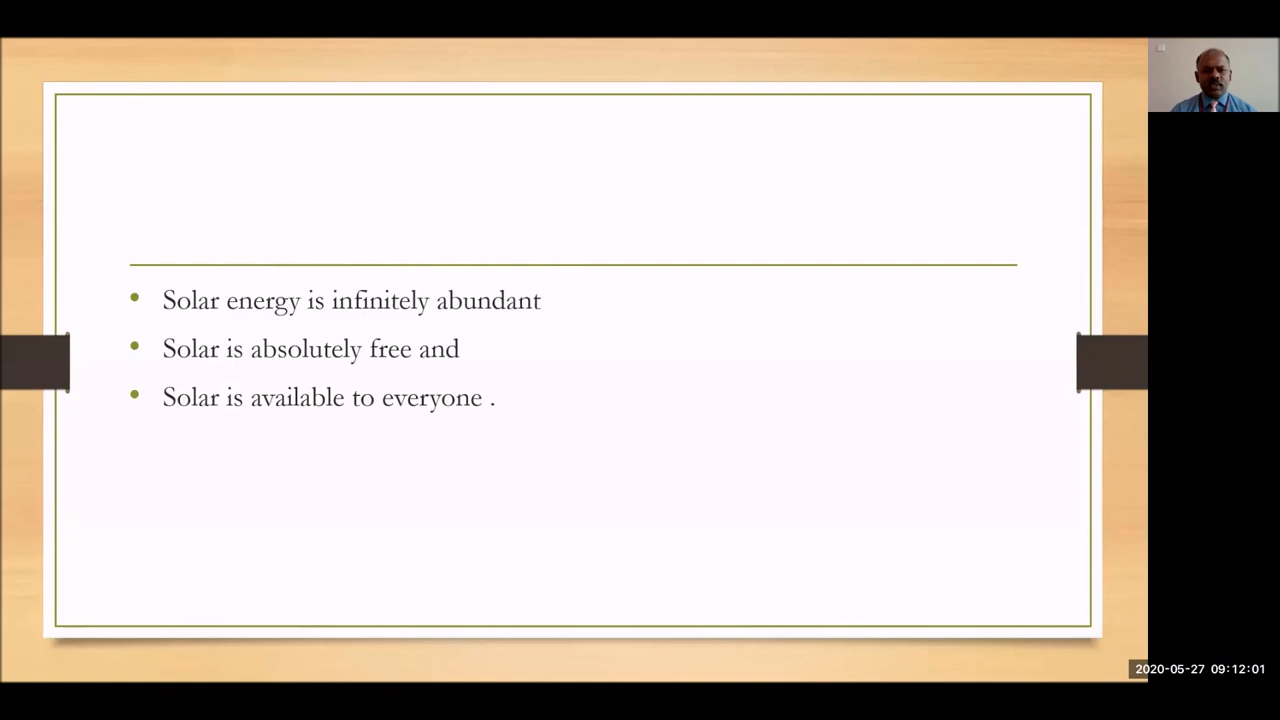 Solar energy is infinitely abundant
Solar is absolutely free and
Solar is available to everyone .
2020-05-27 09:12:01